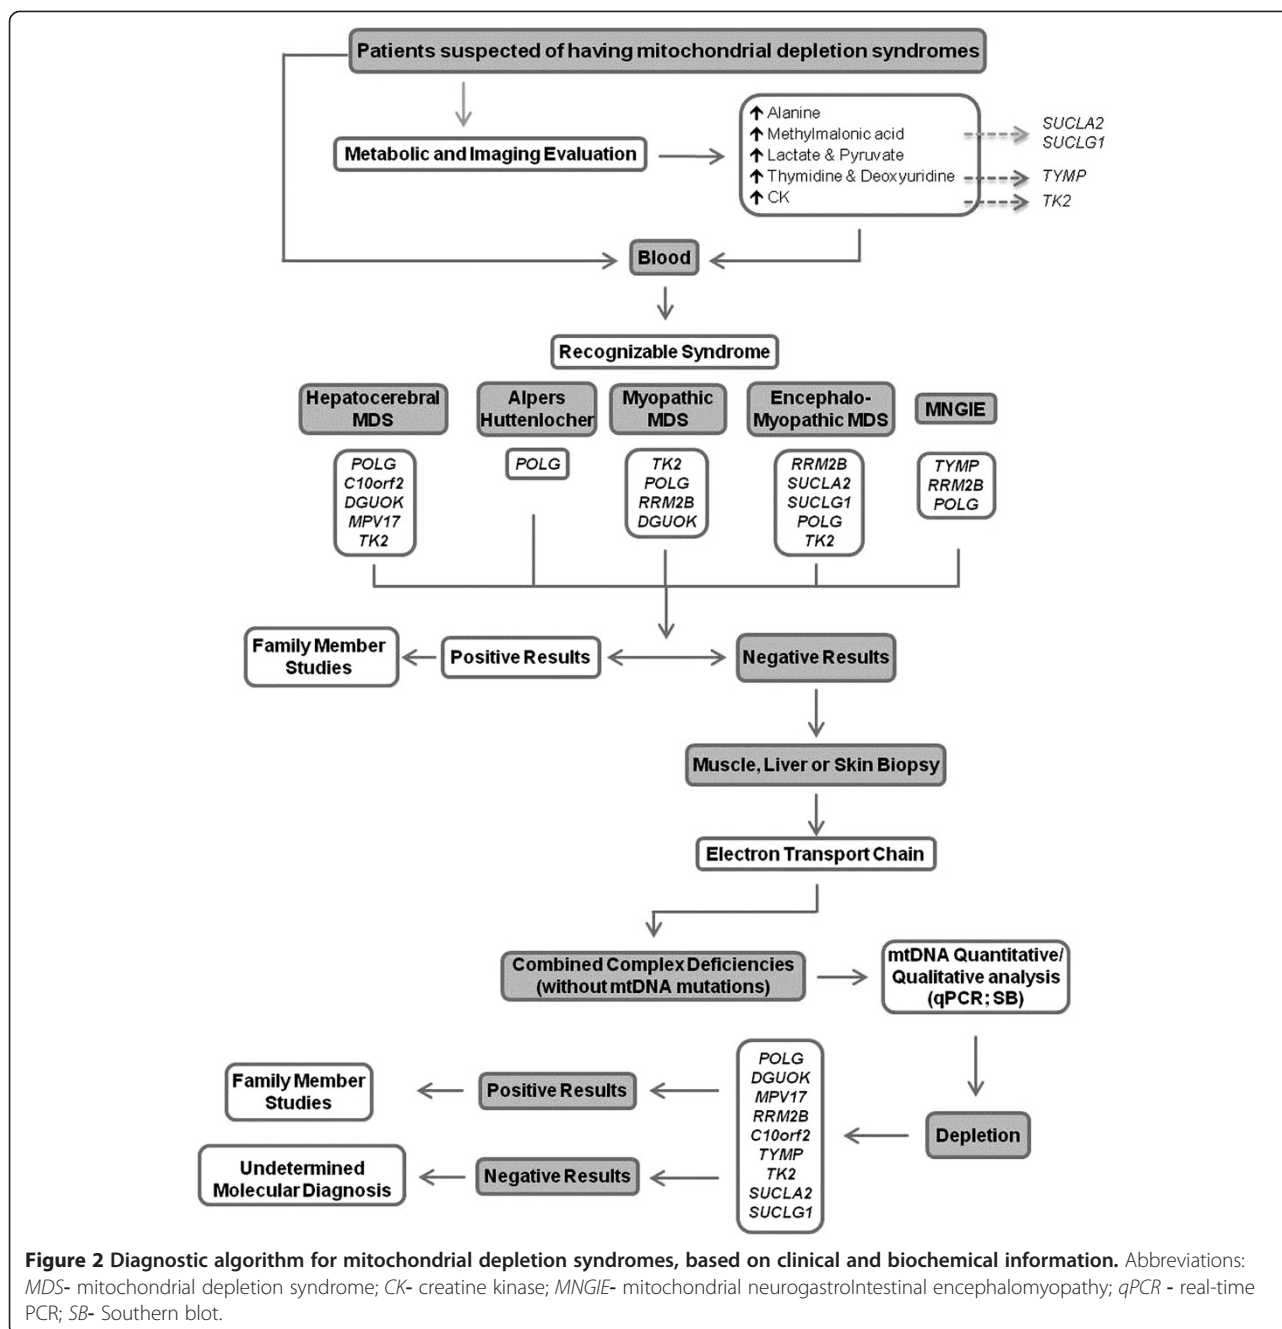 Patients suspected of having mitochondrial depletion syndromes
Metabolic and Imaging Evaluation
↑ Alanine
↑ Methylmalonic acid
↑ Lactate & Pyruvate
↑ Thymidine & Deoxyuridine
↑ CK
SUCLA2
SUCLG1
TYMP
TK2
Blood
Recognizable Syndrome
Hepatocerebral
MDS
Alpers
Huttenlocher
Myopathic
MDS
Encephalo-
Myopathic MDS
MNGIE
POLG
C10orf2
DGUOK
MPV17
TK2
POLG
TK2
POLG
RRM2B
DGUOK
RRM2B
SUCLA2
SUCLG1
POLG
TK2
TYMP
RRM2B
POLG
Family Member
Studies
Positive Results
Negative Results
Muscle, Liver or Skin Biopsy
Electron Transport Chain
Combined Complex Deficiencies
(without mtDNA mutations)
mtDNA Quantitative/
Qualitative analysis
(qPCR; SB)
Depletion
POLG
DGUOK
MPV17
RRM2B
C10orf2
TYMP
TK2
SUCLA2
SUCLG1
Positive Results
Family Member
Studies
Negative Results
Undetermined
Molecular Diagnosis
Figure 2 Diagnostic algorithm for mitochondrial depletion syndromes, based on clinical and biochemical information. Abbreviations:
MDS- mitochondrial depletion syndrome; CK- creatine kinase; MNGIE- mitochondrial neurogastroIntestinal encephalomyopathy; qPCR - real-time
PCR; SB- Southern blot.